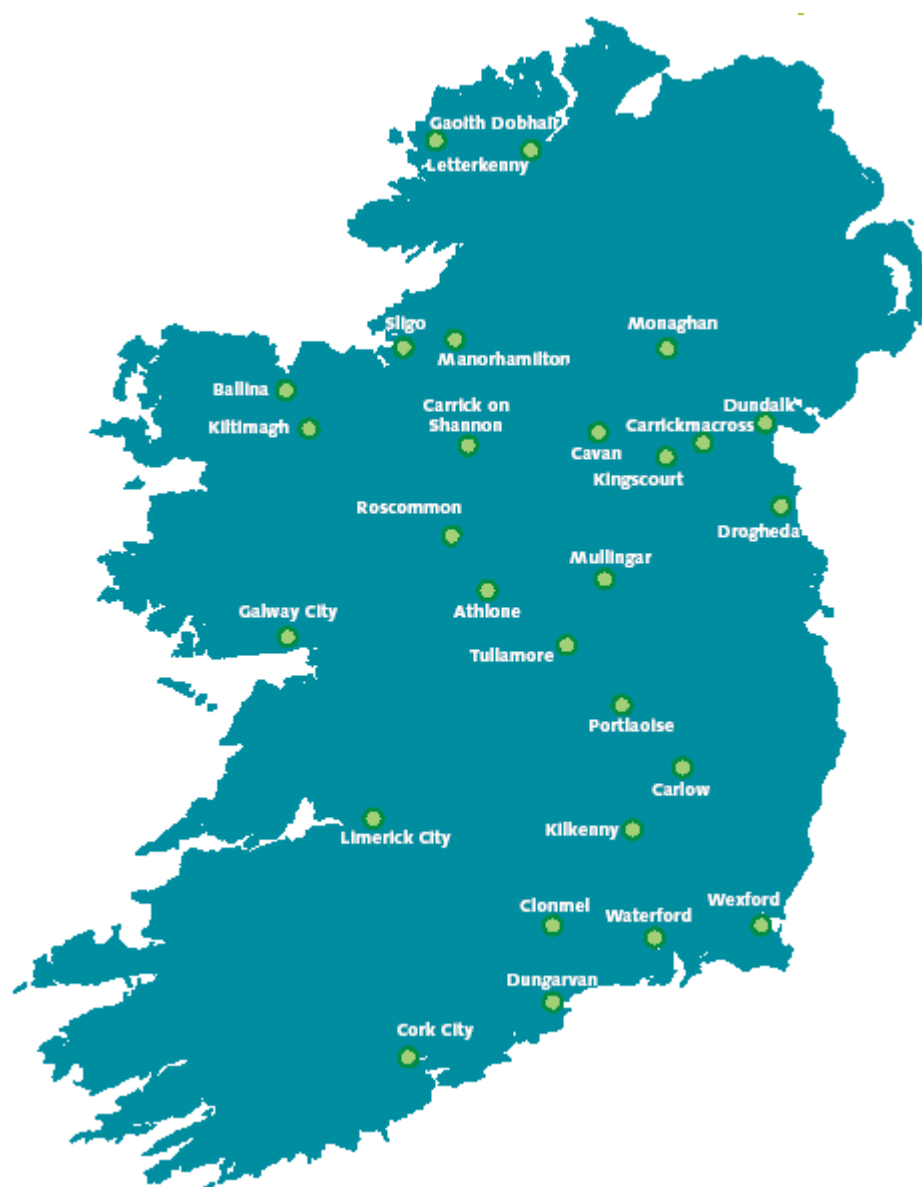 Gaoith Dobhair
Letterkenny
Sligo
Manorhamilton
Monaghan
Ballina
Kiltimagh
Carrick on
Shannon
Cavan
Carrickmacross
Dundalk
Kingscourt
Roscommon
Drogheda
Mullingar
Galway City
Athlone
Tullamore
Portlaoise
Carlow
Limerick City
Kilkenny
Clonmel
Waterford
Wexford
Dungarvan
Cork City